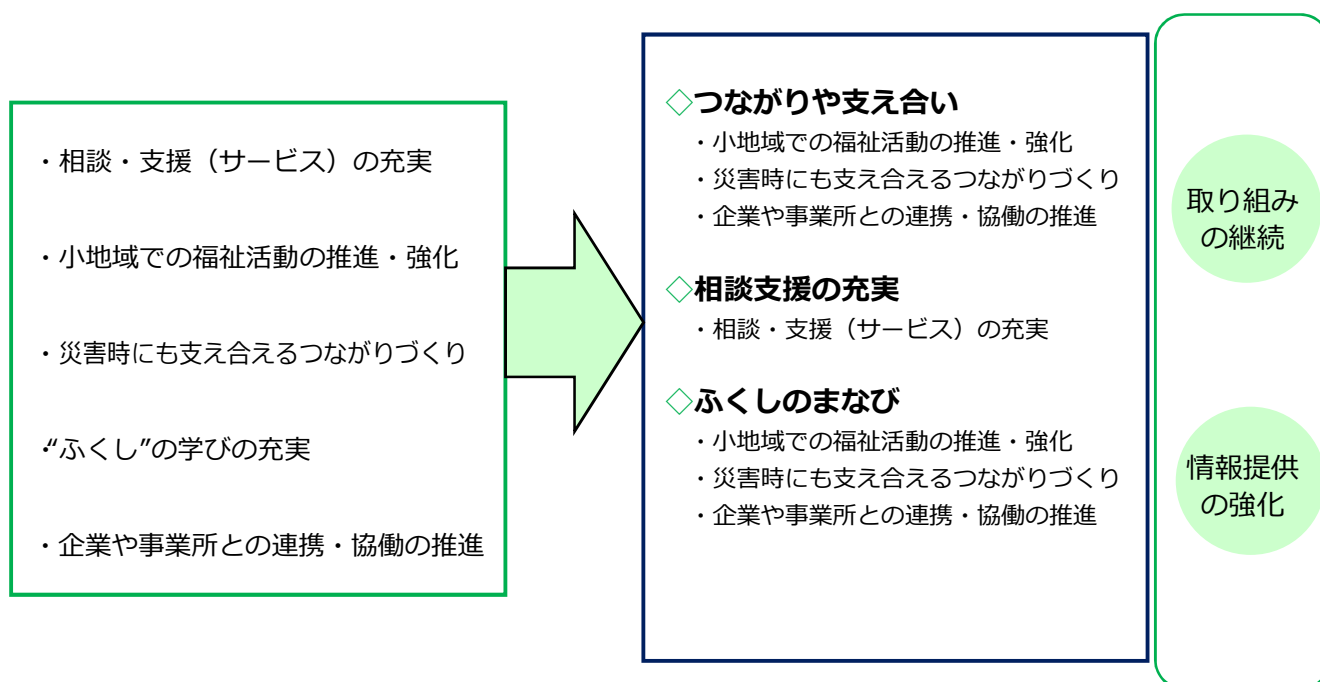 ・相談・支援（サービス）の充実
・小地域での福祉活動の推進・強化
・災害時にも支え合えるつながりづくり
・“ふくし”の学びの充実
・企業や事業所との連携・協働の推進
◇つながりや支え合い
・小地域での福祉活動の推進・強化
・災害時にも支え合えるつながりづくり
・企業や事業所との連携・協働の推進
◇相談支援の充実
・相談・支援（サービス）の充実
◇ふくしのまなび
・小地域での福祉活動の推進・強化
・災害時にも支え合えるつながりづくり
・企業や事業所との連携・協働の推進
取り組み
の継続
情報提供
の強化